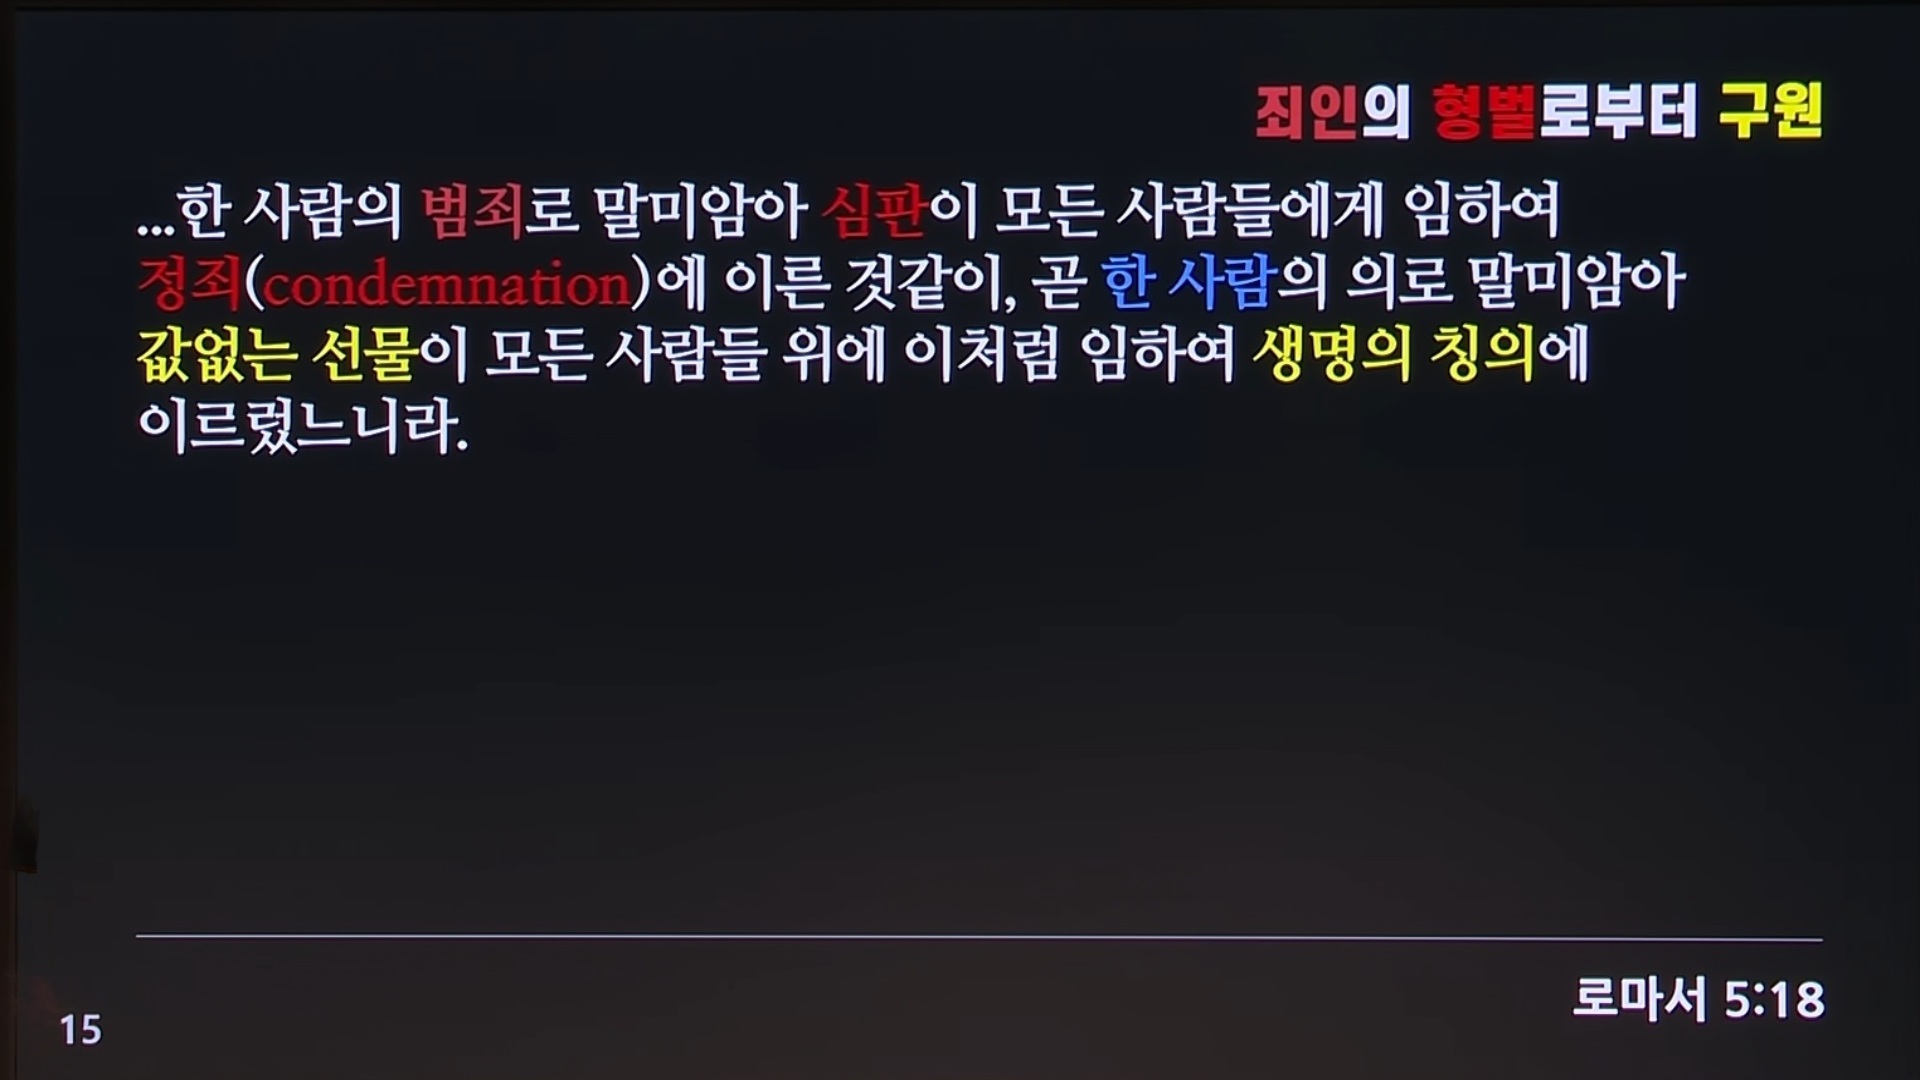 죄인의 형벌로부터 구원
...한 사람의 범죄로 말미암아 심판이 모든 사람들에게 임하여
정죄(condemnation)에 이른 것같이, 곧 한 사람의 의로 말미암아
값없는 선물이 모든 사람들 위에 이처럼 임하여 생명의 칭의에
이르렀느니라.
로마서 5:18
15